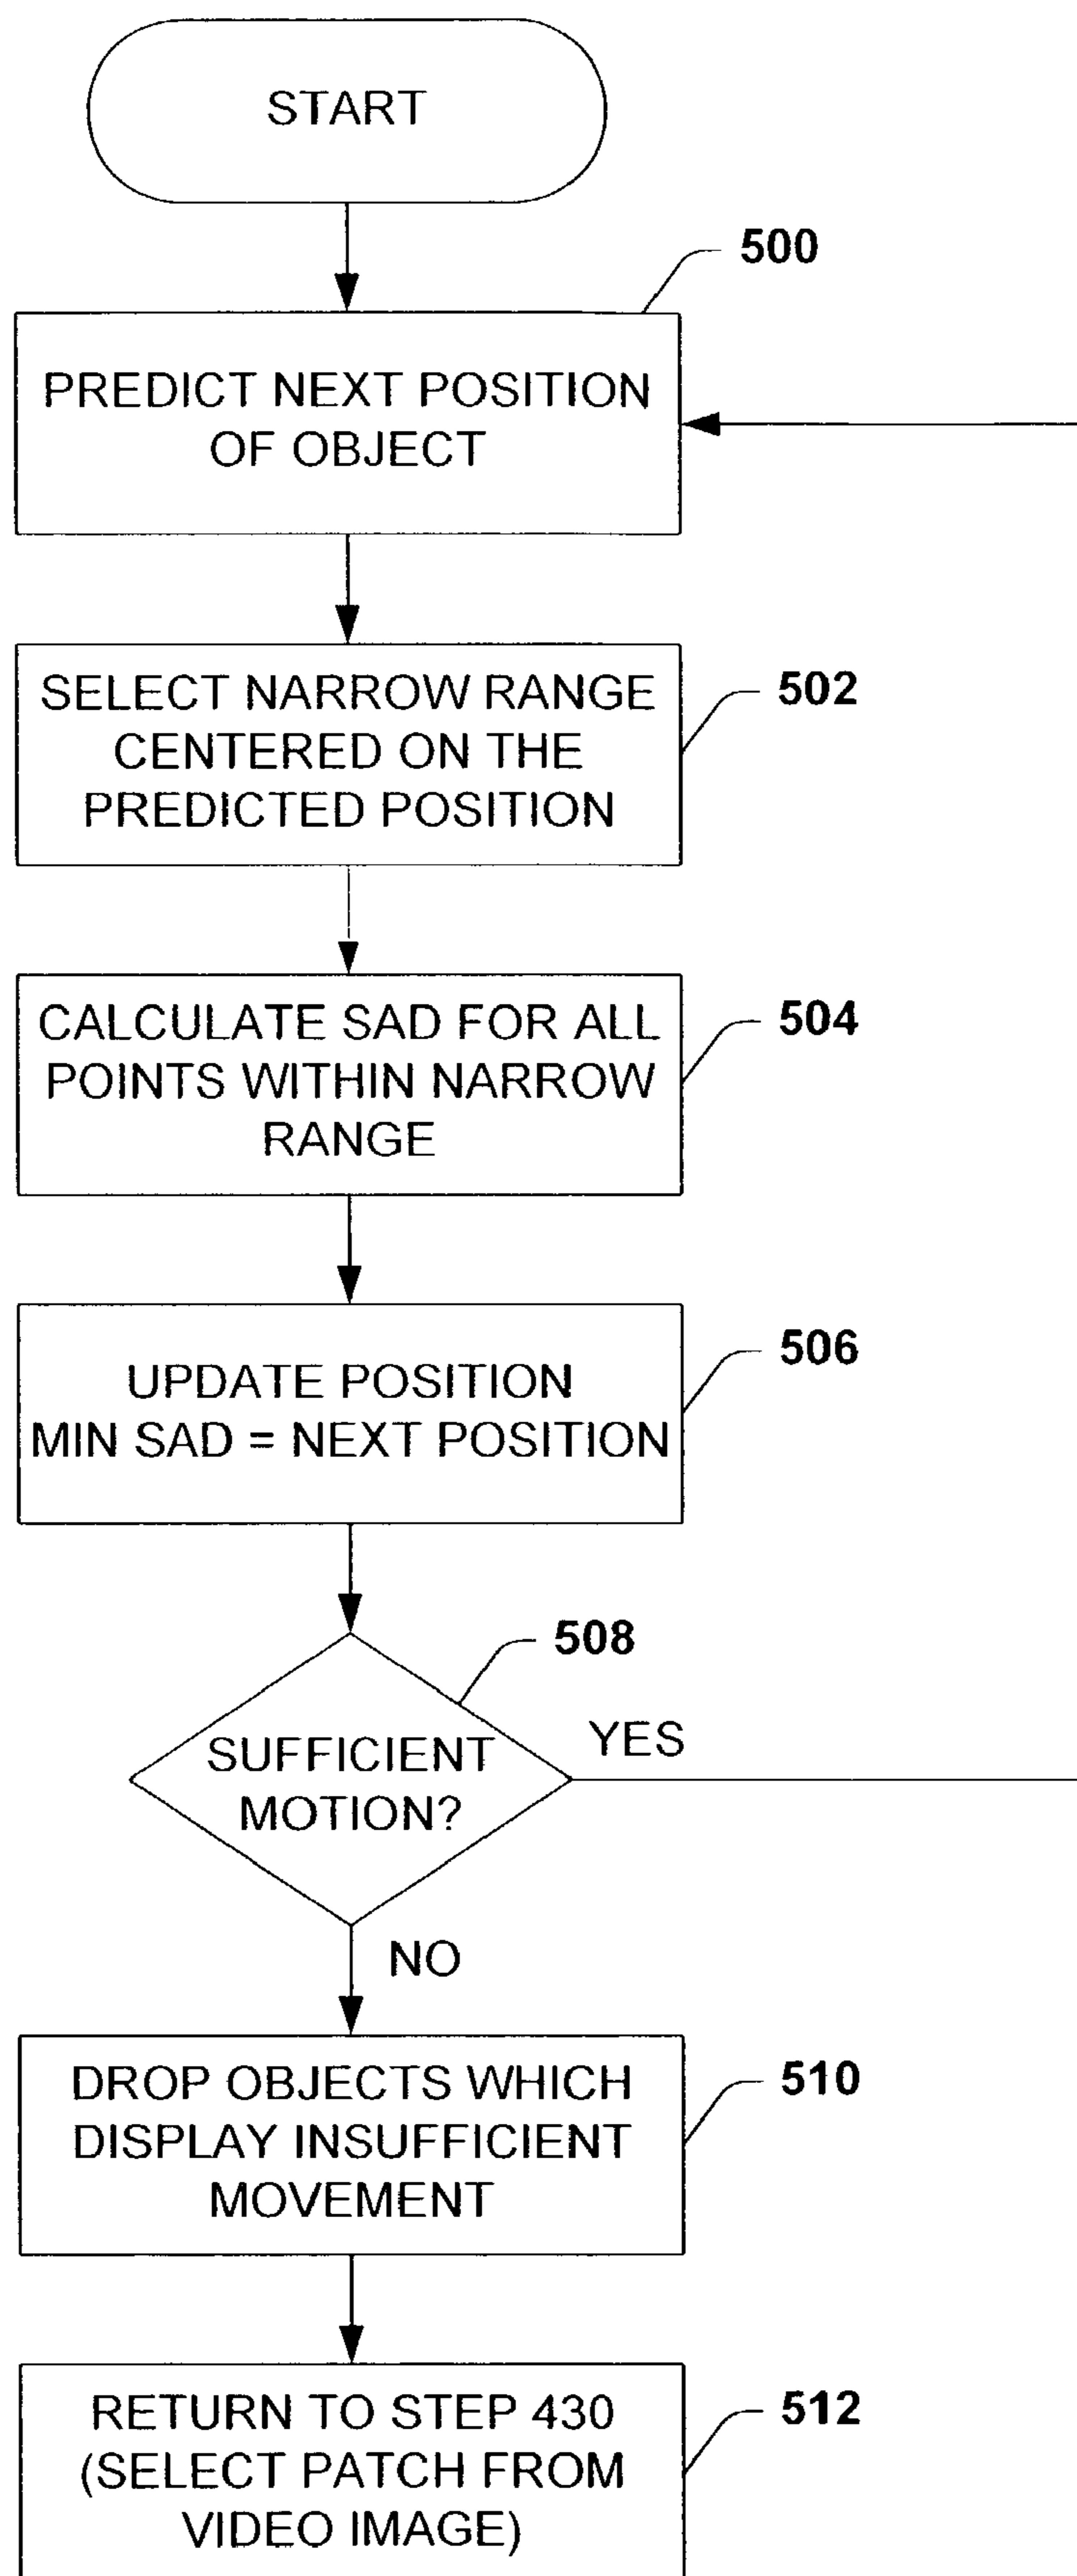 START
500
PREDICT NEXT POSITION
OF OBJECT
502
SELECT NARROW RANGE
CENTERED ON THE
PREDICTED POSITION
504
CALCULATE SAD FOR ALL
POINTS WITHIN NARROW
RANGE
506
UPDATE POSITION
MIN SAD = NEXT POSITION
508
SUFFICIENT
MOTION?
YES
NO
510
DROP OBJECTS WHICH
DISPLAY INSUFFICIENT
MOVEMENT
512
RETURN TO STEP 430
(SELECT PATCH FROM
VIDEO IMAGE)